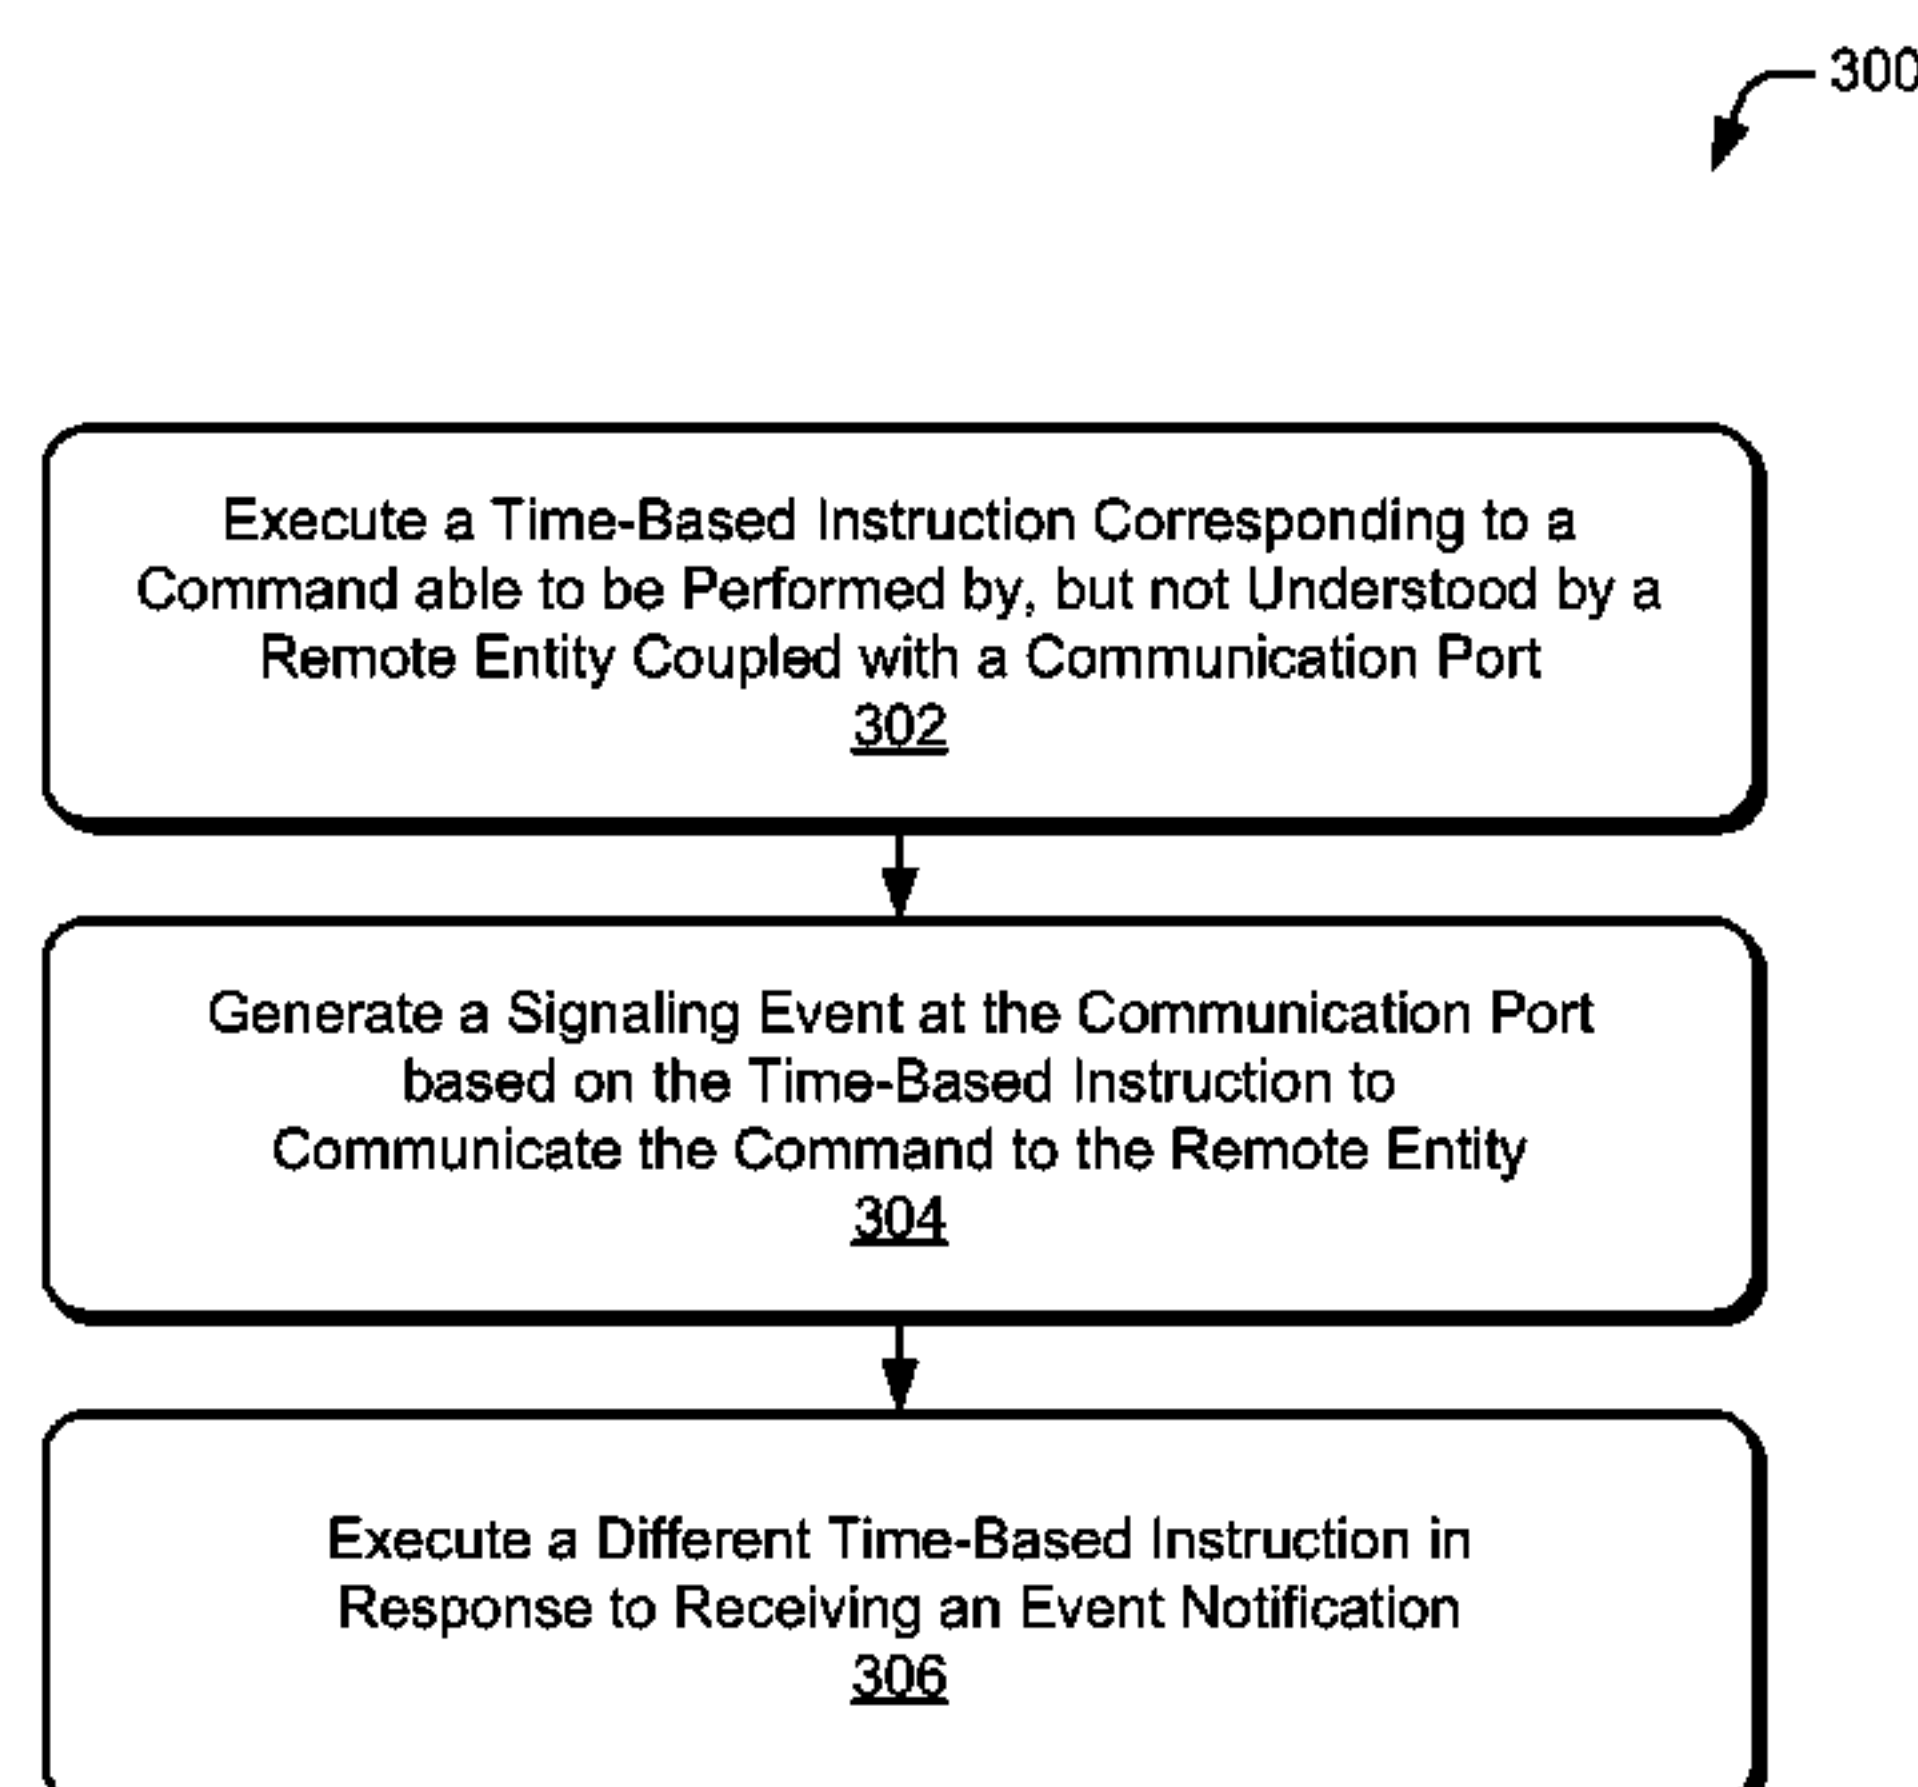 300
Execute a Time-Based Instruction Corresponding to a
Command able to be Performed by, but not Understood by a
Remote Entity Coupled with a Communication Port
302
Generate a Signaling Event at the Communication Port
based on the Time-Based Instruction to
Communicate the Command to the Remote Entity
304
Execute a Different Time-Based Instruction in
Response to Receiving an Event Notification
306